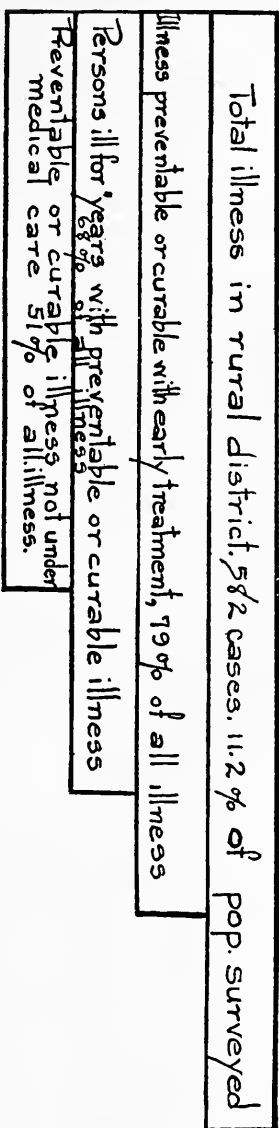 Total illness in rural district. 582 cases. 11.2% of pop. surveyed
Illness preventable or curable with early treatment, 79% of all illness
Persons ill for 'years with preventable or curable illness
68% of all illness
Preventable or curable illness not under
medical care 51% of all illness.